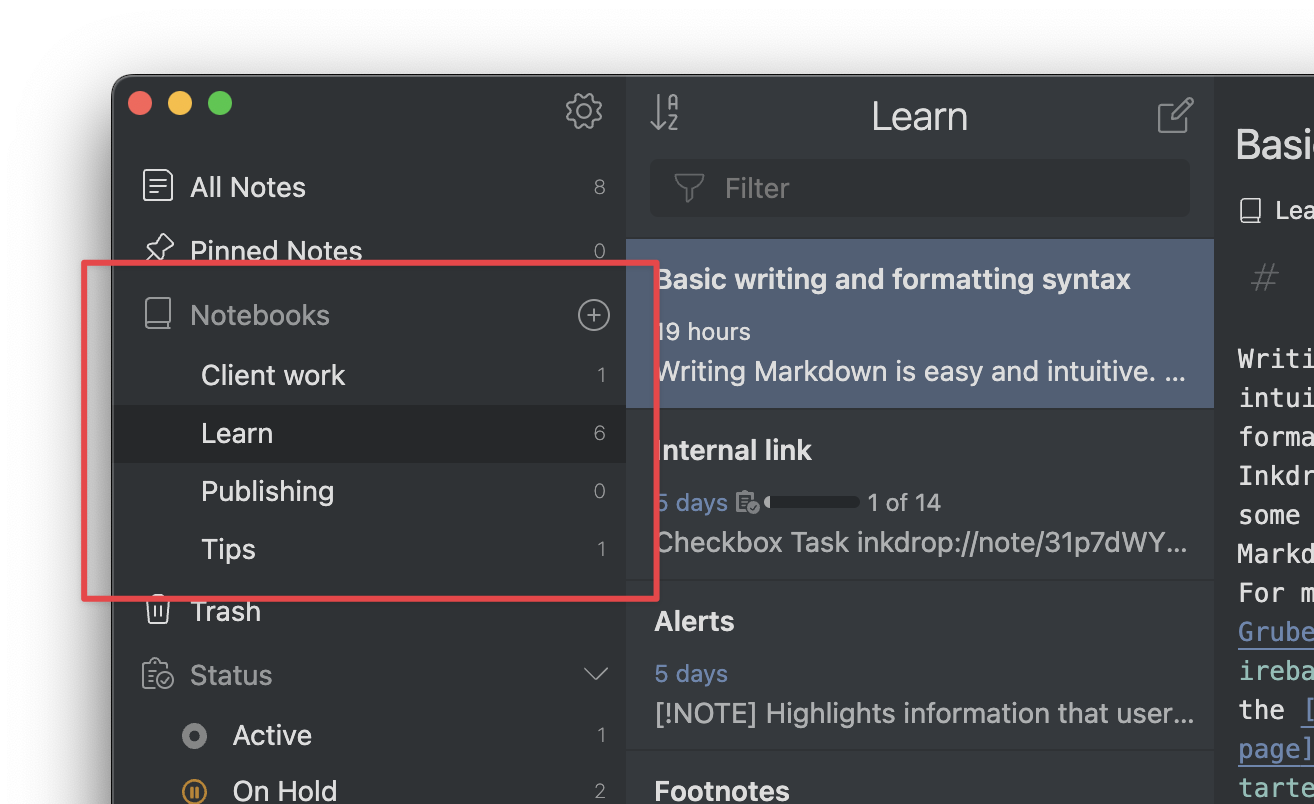 All Notes 8
Pinned Notes 0
Notebooks
Client work 1
Learn 6
Publishing 0
Tips 1
Trash
Status
Active 1
On Hold 2
A
Z
Learn
Filter
Basic writing and formatting syntax
19 hours
Writing Markdown is easy and intuitive. ...
Internal link
5 days 1 of 14
Checkbox Task inkdrop://note/31p7dWY...
Alerts
5 days
[!NOTE] Highlights information that user...
Footnotes
Basi
Lea
#
Writi
intui
forma
Inkdr
some
Markd
For m
Grube
ireba
the [
page]
tarte